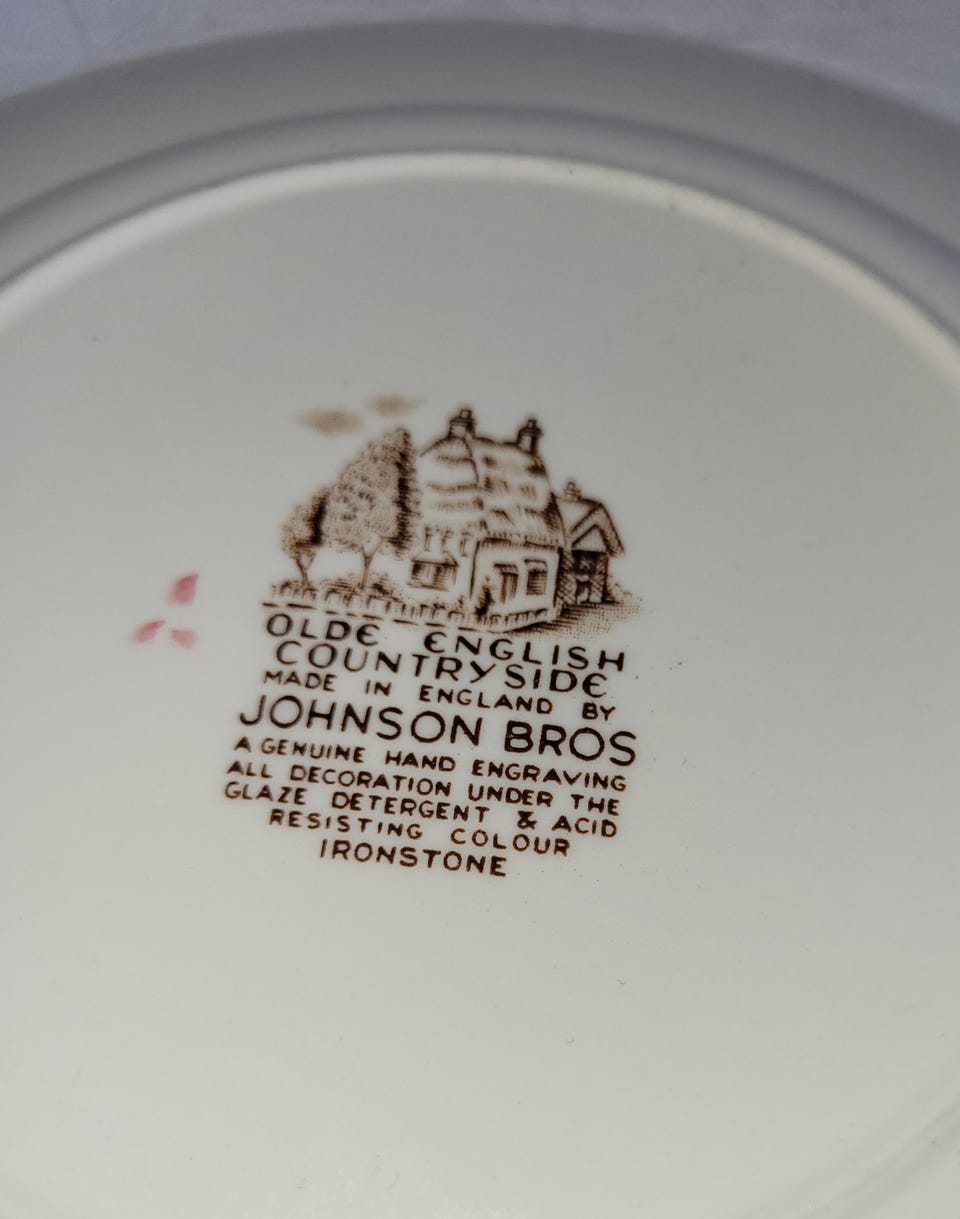 OLDE ENGLISH
COUNTRYSIDE
MADE IN ENGLAND BY
JOHNSON BROS
A GENUINE HAND ENGRAVING
ALL DECORATION UNDER THE
GLAZE DETERGENT & ACID
RESISTING COLOUR
IRONSTONE